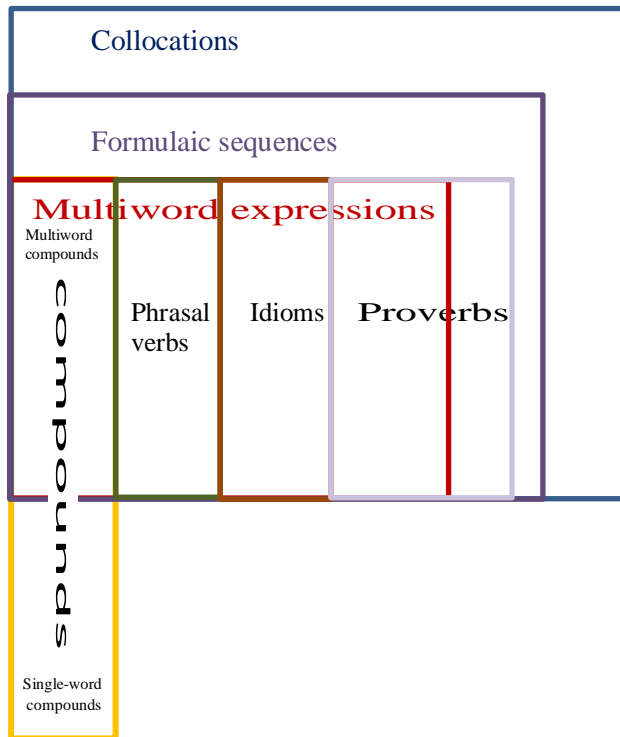 Collocations
Formulaic sequences
Multiword expressions
Multiword
compounds
Phrasal
verbs
Idioms
Proverbs
compounds
Single-word
compounds